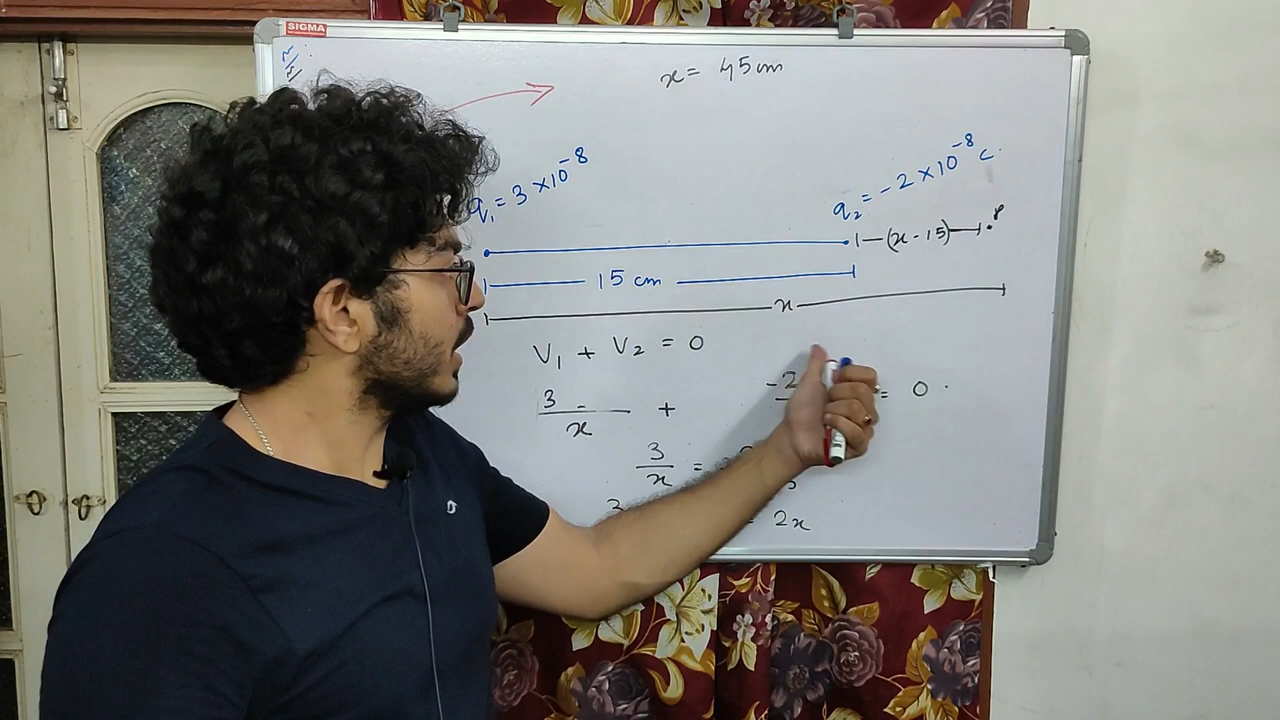 SIGMA
x = 45 cm
q₁ = 3 × 10⁻⁸
q₂ = - 2 × 10⁻⁸ C.
(x - 15)
P
15 cm
x
V₁ + V₂ = 0
3 + -2 = 0
x
3 =
x
3
= 2x